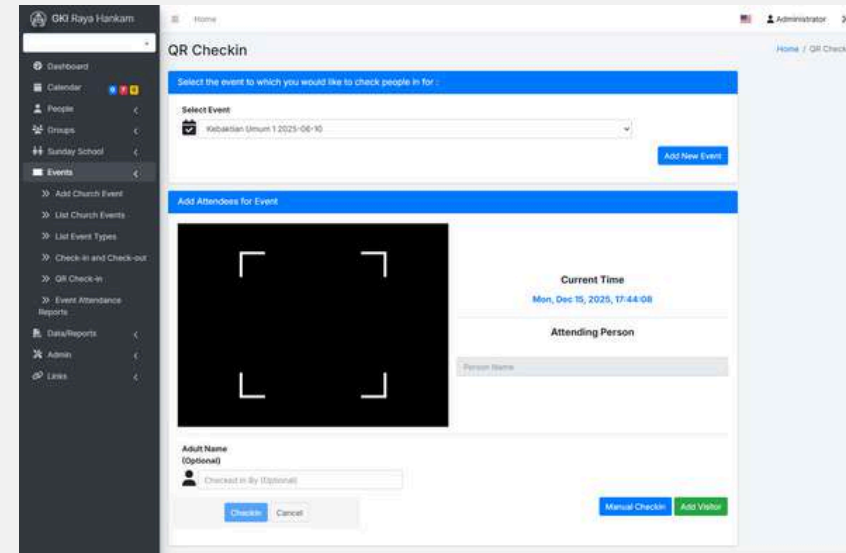 GKI Raya Hankam
Home
Administrator
QR Checkin
Home / QR Check
Dashboard
Calendar
People
Groups
Sunday School
Events
Add Church Event
List Church Events
List Event Types
Check-in and Check-out
QR Check-in
Event Attendance
Reports
Data/Reports
Admin
Links
Select the event to which you would like to check people in for :
Select Event
Kebaktian Umum 1 2025-06-10
Add New Event
Add Attendees for Event
Current Time
Mon, Dec 15, 2025, 17:44:08
Attending Person
Person Name
Adult Name
(Optional)
Checked in By (Optional)
Checkin Cancel
Manual Checkin Add Visitor